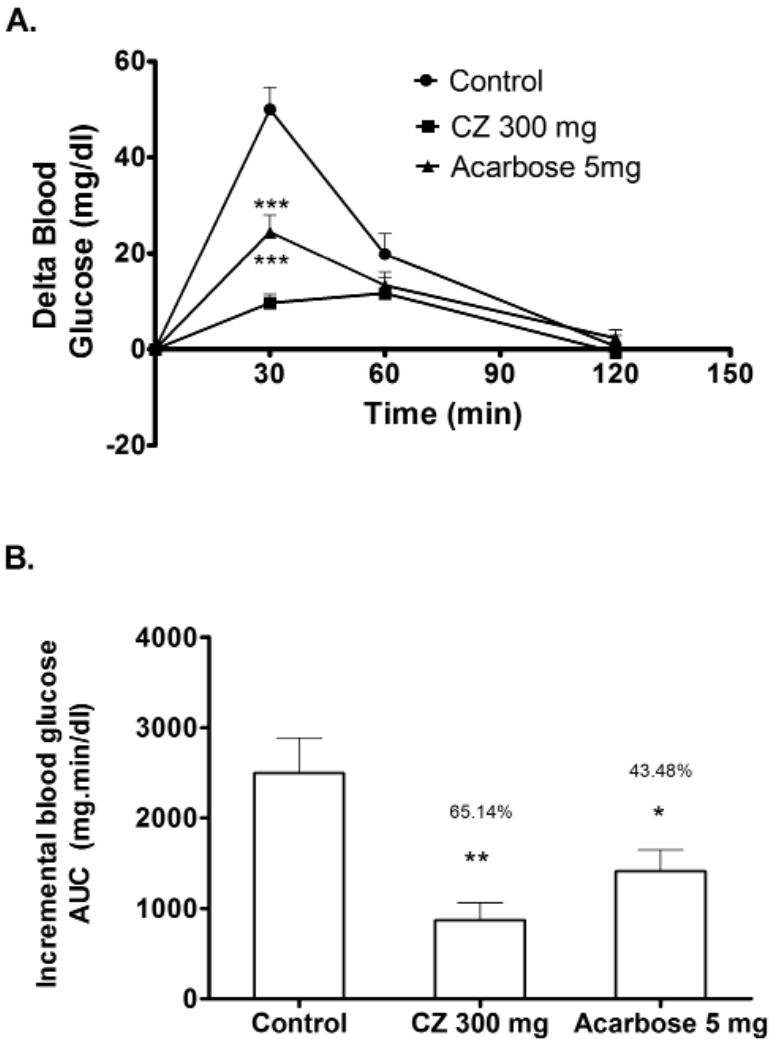 A.
60
40
20
0
-20
Delta Blood
Glucose (mg/dl)
Control
CZ 300 mg
Acarbose 5mg
***
***
30 60 90 120 150
Time (min)
B.
4000
3000
2000
1000
0
Incremental blood glucose
AUC (mg.min/dl)
43.48%
*
65.14%
**
Control CZ 300 mg Acarbose 5 mg